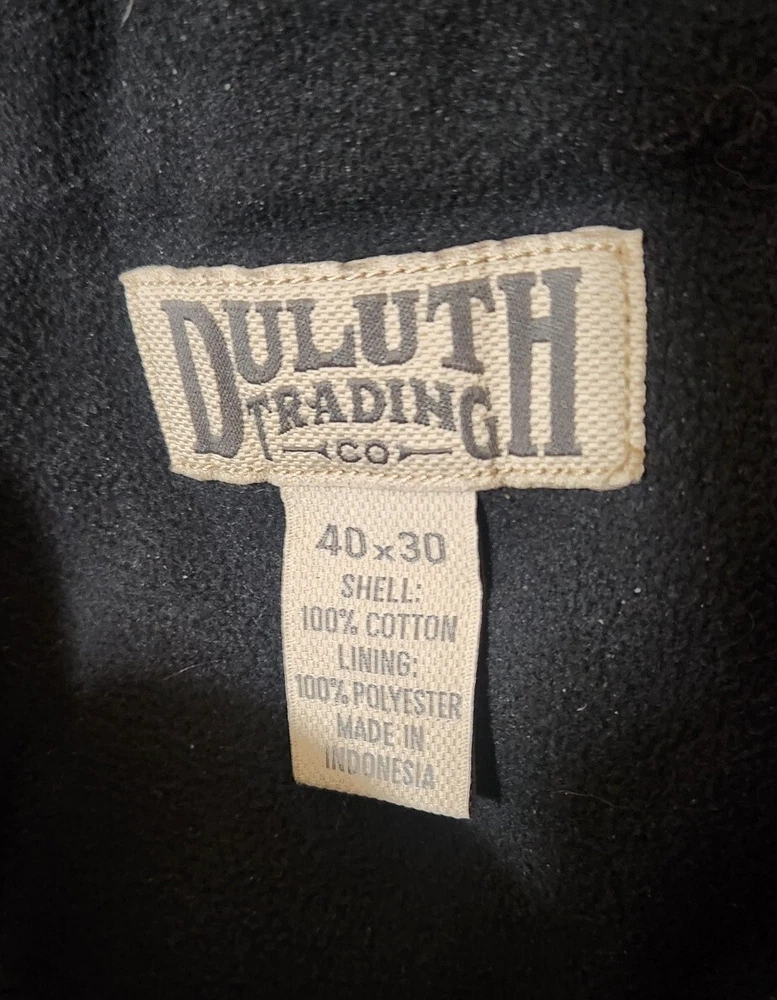 DULUTH
TRADING
CO
40x30
SHELL:
100% COTTON
LINING:
100% POLYESTER
MADE IN
INDONESIA